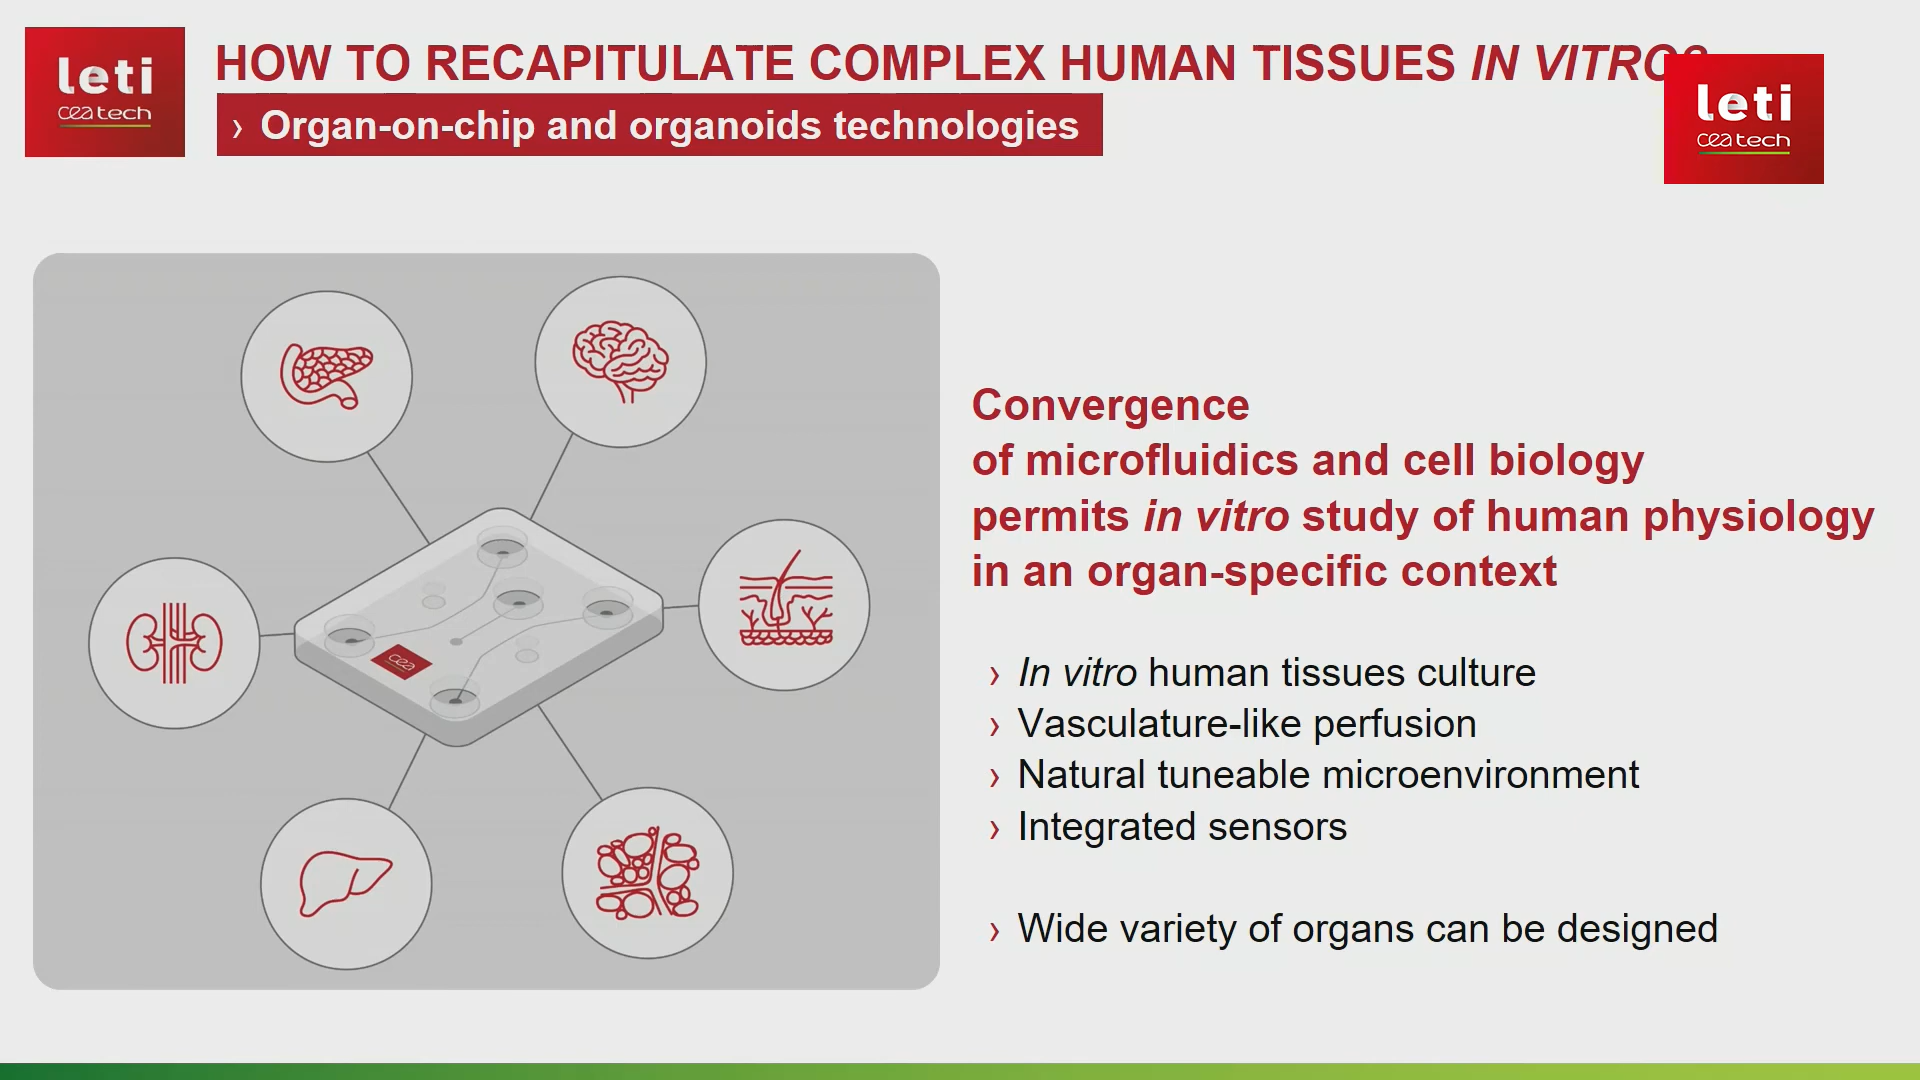 leti
cea tech
HOW TO RECAPITULATE COMPLEX HUMAN TISSUES IN VITRO?
› Organ-on-chip and organoids technologies
leti
cea tech
cea
Convergence
of microfluidics and cell biology
permits in vitro study of human physiology
in an organ-specific context
› In vitro human tissues culture
› Vasculature-like perfusion
› Natural tuneable microenvironment
› Integrated sensors
› Wide variety of organs can be designed